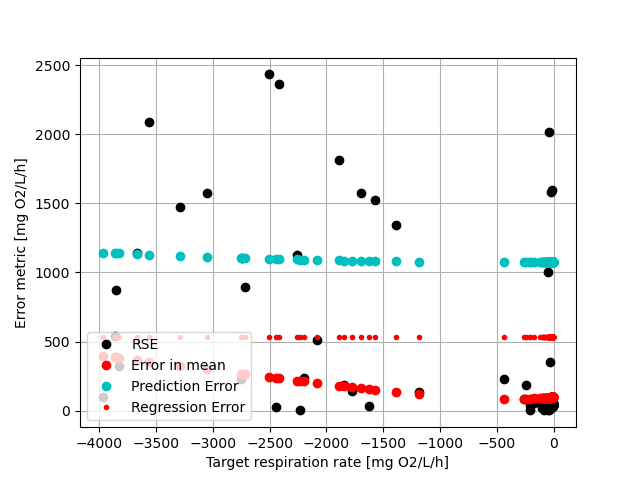 2500
2000
1500
1000
500
0
Error metric [mg O2/L/h]
RSE
Error in mean
Prediction Error
Regression Error
−4000 −3500 −3000 −2500 −2000 −1500 −1000 −500 0
Target respiration rate [mg O2/L/h]